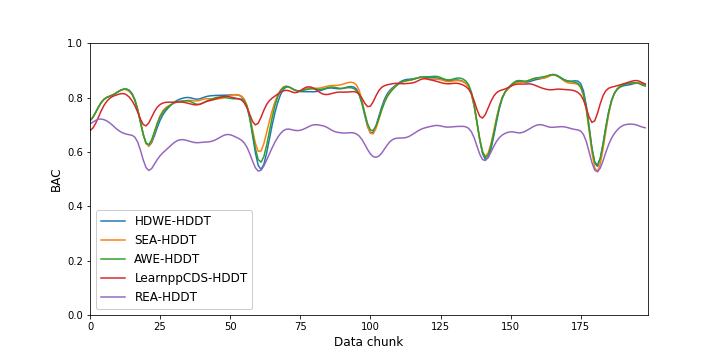 1.0
0.8
0.6
0.4
0.2
0.0
BAC
0 25 50 75 100 125 150 175
Data chunk
HDWE-HDDT
SEA-HDDT
AWE-HDDT
LearnppCDS-HDDT
REA-HDDT